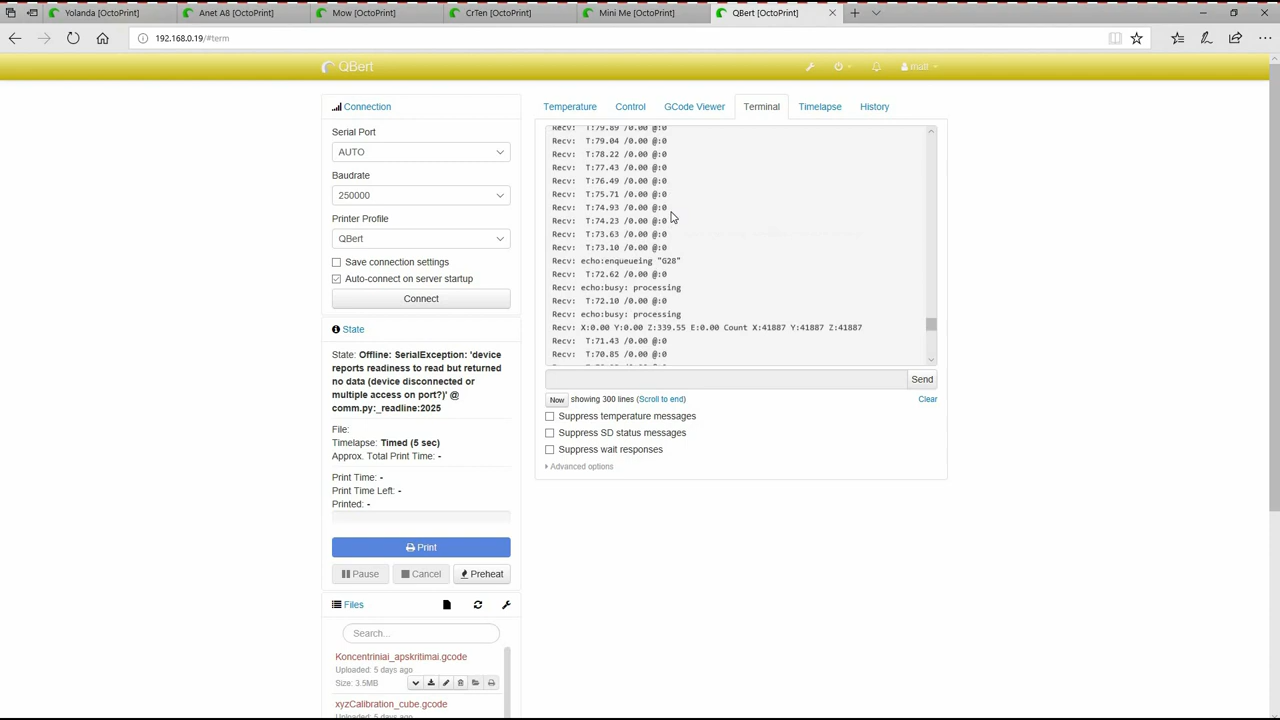 Yolanda [OctoPrint]
Anet A8 [OctoPrint]
Mow [OctoPrint]
CrTen [OctoPrint]
Mini Me [OctoPrint]
QBert [OctoPrint]
192.168.0.19/#term
QBert
matt
Connection
Serial Port
AUTO
Baudrate
250000
Printer Profile
QBert
Save connection settings
Auto-connect on server startup
Connect
State
State: Offline: SerialException: 'device
reports readiness to read but returned
no data (device disconnected or
multiple access on port?)' @
comm.py:_readline:2025
File:
Timelapse: Timed (5 sec)
Approx. Total Print Time: -
Print Time: -
Print Time Left: -
Printed: -
Print
Pause
Cancel
Preheat
Files
Search...
Koncentriniai_apskritimai.gcode
Uploaded: 5 days ago
Size: 3.5MB
xyzCalibration_cube.gcode
Uploaded: 5 days ago
Temperature
Control
GCode Viewer
Terminal
Timelapse
History
Recv: T:79.89 /0.00 @:0
Recv: T:79.04 /0.00 @:0
Recv: T:78.22 /0.00 @:0
Recv: T:77.43 /0.00 @:0
Recv: T:76.49 /0.00 @:0
Recv: T:75.71 /0.00 @:0
Recv: T:74.93 /0.00 @:0
Recv: T:74.23 /0.00 @:0
Recv: T:73.63 /0.00 @:0
Recv: T:73.10 /0.00 @:0
Recv: echo:enqueueing "G28"
Recv: T:72.62 /0.00 @:0
Recv: echo:busy: processing
Recv: T:72.10 /0.00 @:0
Recv: echo:busy: processing
Recv: X:0.00 Y:0.00 Z:339.55 E:0.00 Count X:41887 Y:41887 Z:41887
Recv: T:71.43 /0.00 @:0
Recv: T:70.85 /0.00 @:0
Send
Now showing 300 lines (Scroll to end)
Clear
Suppress temperature messages
Suppress SD status messages
Suppress wait responses
Advanced options